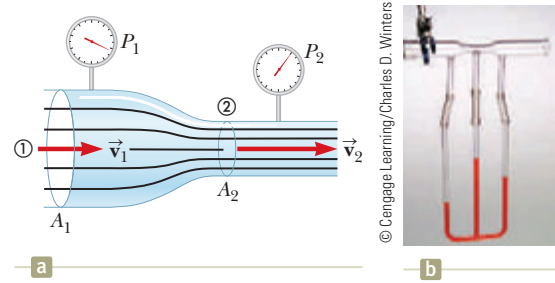 P1
P2
①
②
v1
v2
A1
A2
a
© Cengage Learning/Charles D. Winters
b